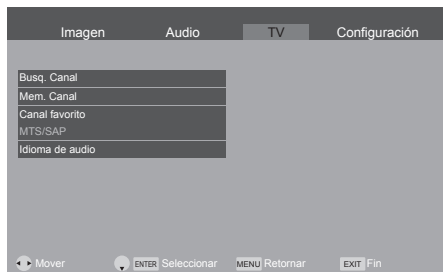 Imagen Audio TV Configuración
Busq. Canal
Mem. Canal
Canal favorito
MTS/SAP
Idioma de audio
Mover ENTER Seleccionar MENU Retornar EXIT Fin